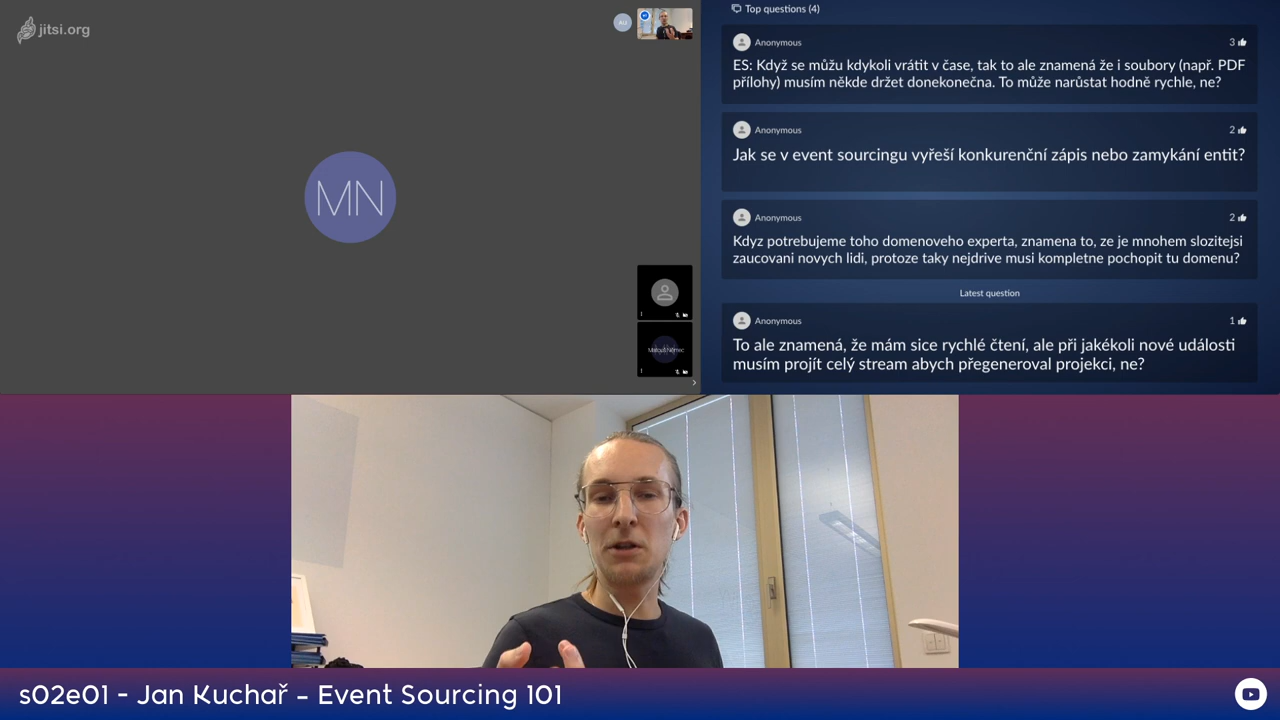 jitsi.org
MN
Top questions (4)
Anonymous
3
ES: Když se můžu kdykoli vrátit v čase, tak to ale znamená že i soubory (např. PDF
přílohy) musím někde držet donekonečna. To může narůstat hodně rychle, ne?
Anonymous
2
Jak se v event sourcingu vyřeší konkurenční zápis nebo zamykání entit?
Anonymous
2
Kdyz potrebujeme toho domenoveho experta, znamena to, ze je mnohem slozitejsi
zaucovani novych lidi, protoze taky nejdrive musi kompletne pochopit tu domenu?
Latest question
Anonymous
1
To ale znamená, že mám sice rychlé čtení, ale při jakékoli nové události
musím projít celý stream abych přegeneroval projekci, ne?
s02e01 - Jan Kuchař - Event Sourcing 101